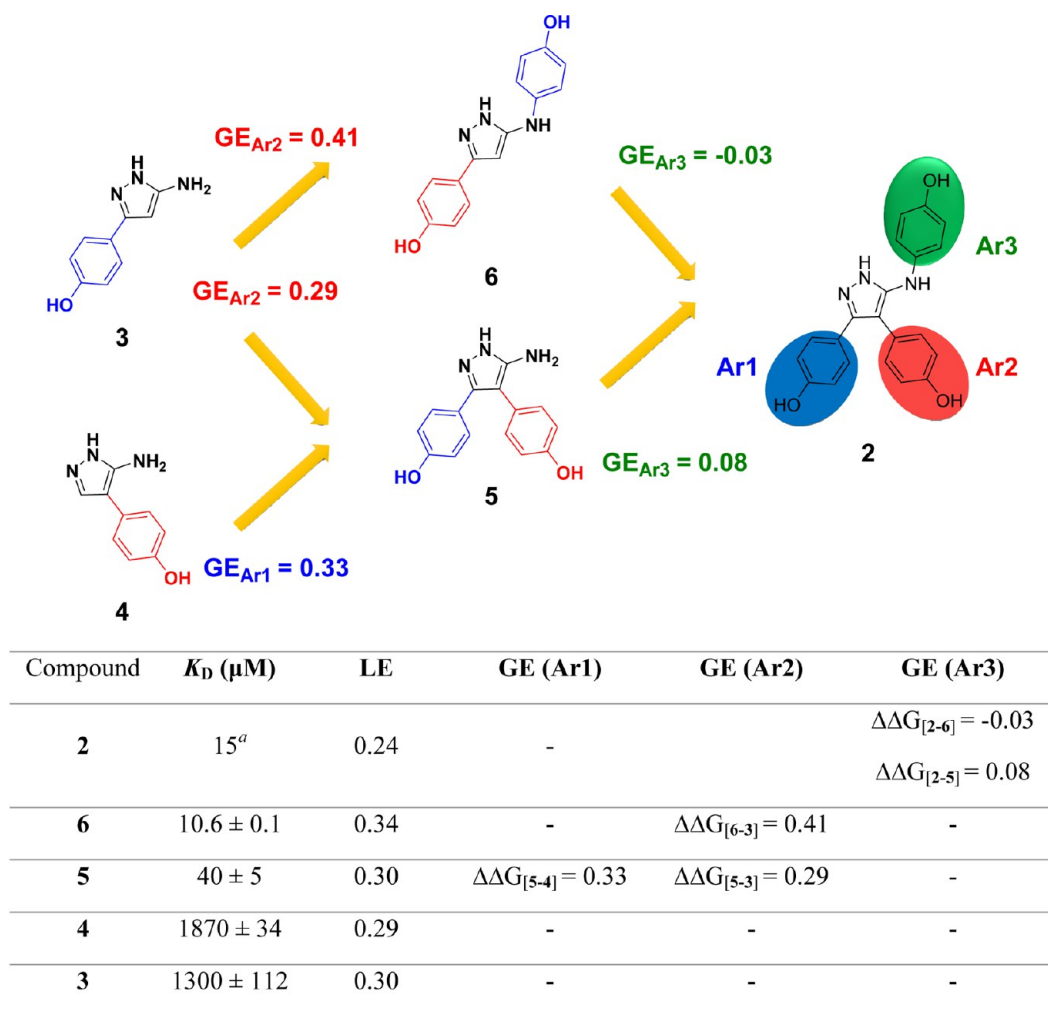 OH
H
N
N
NH
HO
6
GE_Ar2 = 0.41
GE_Ar3 = -0.03
H
N
N
NH₂
HO
3
GE_Ar2 = 0.29
OH
H
N
N
NH
HO
OH
Ar3
Ar1
Ar2
2
H
N
N
NH₂
HO
OH
5
GE_Ar3 = 0.08
H
N
N
NH₂
OH
4
GE_Ar1 = 0.33
Compound K_D (μM) LE GE (Ar1) GE (Ar2) GE (Ar3)
2 15^a 0.24 - ΔΔG[2-6] = -0.03
ΔΔG[2-5] = 0.08
6 10.6 ± 0.1 0.34 - ΔΔG[6-3] = 0.41 -
5 40 ± 5 0.30 ΔΔG[5-4] = 0.33 ΔΔG[5-3] = 0.29 -
4 1870 ± 34 0.29 - - -
3 1300 ± 112 0.30 - - -